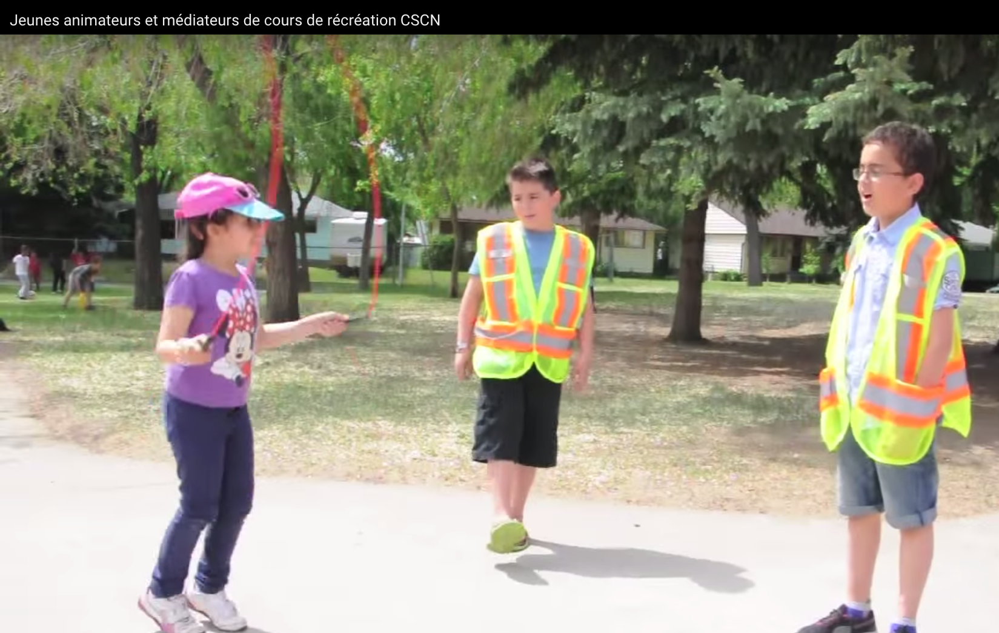 Jeunes animateurs et médiateurs de cours de récréation CSCN